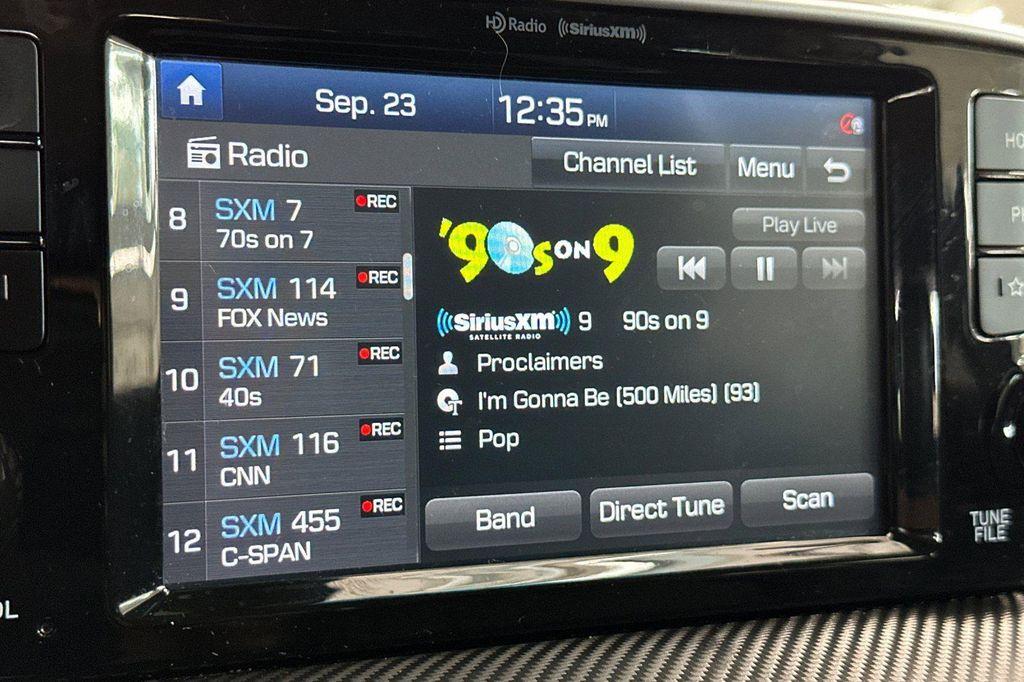 HD Radio ((SiriusXM))
Sep. 23
12:35 PM
Radio
Channel List
Menu
8
SXM 7
REC
70s on 7
9
SXM 114
REC
FOX News
10
SXM 71
REC
40s
11
SXM 116
REC
CNN
12
SXM 455
REC
C-SPAN
'90s ON 9
Play Live
((SiriusXM)) 9 90s on 9
SATELLITE RADIO
Proclaimers
I'm Gonna Be (500 Miles) (93)
Pop
Band
Direct Tune
Scan
TUNE
FILE